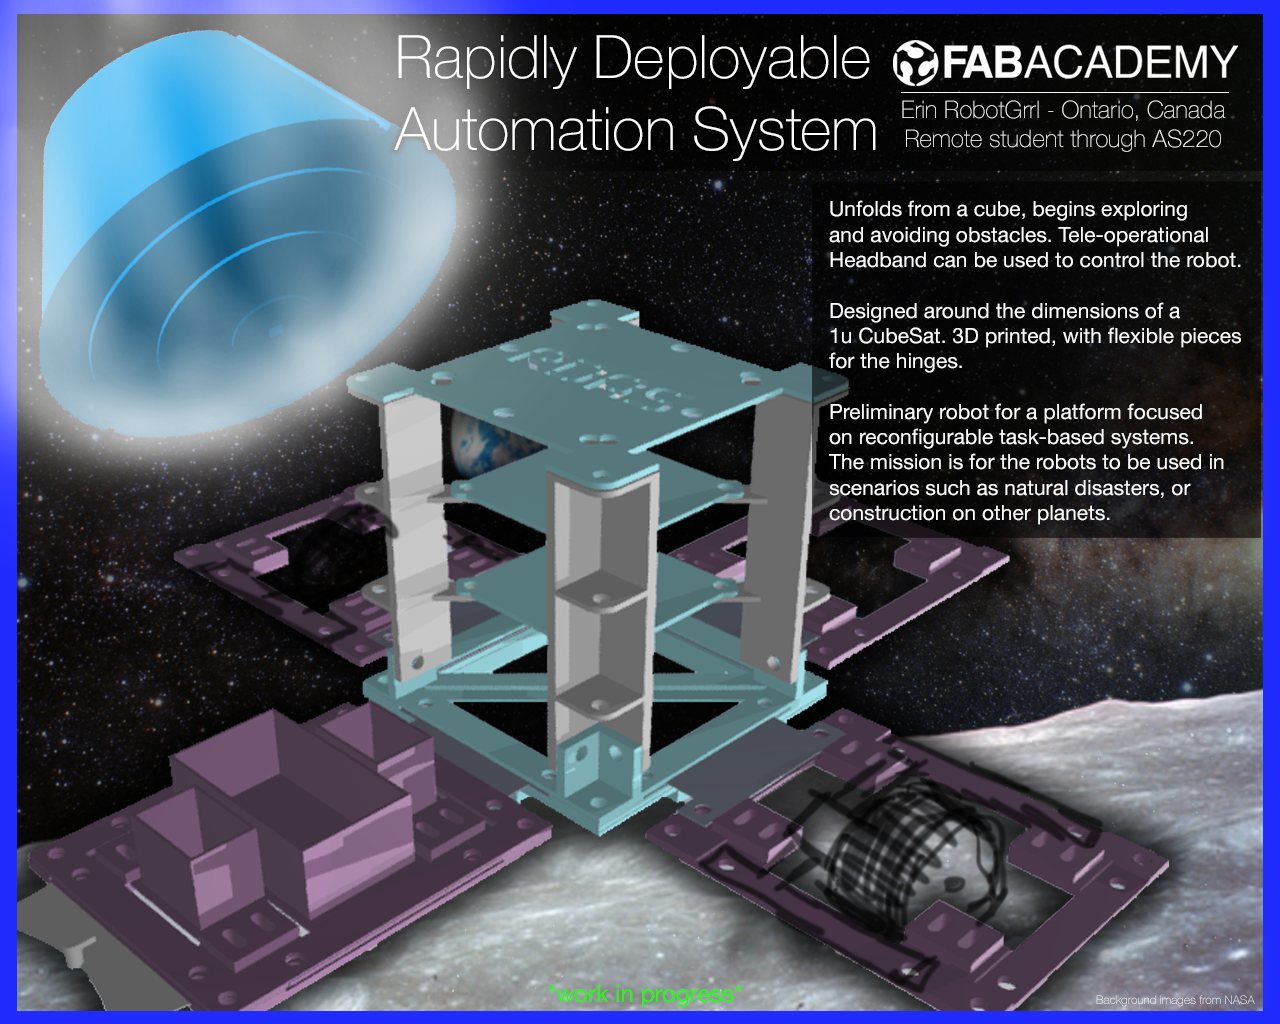 Rapidly Deployable
Automation System
FABACADEMY
Erin RobotGrrl - Ontario, Canada
Remote student through AS220
Unfolds from a cube, begins exploring
and avoiding obstacles. Tele-operational
Headband can be used to control the robot.
Designed around the dimensions of a
1u CubeSat. 3D printed, with flexible pieces
for the hinges.
Preliminary robot for a platform focused
on reconfigurable task-based systems.
The mission is for the robots to be used in
scenarios such as natural disasters, or
construction on other planets.
*work in progress*
Background images from NASA